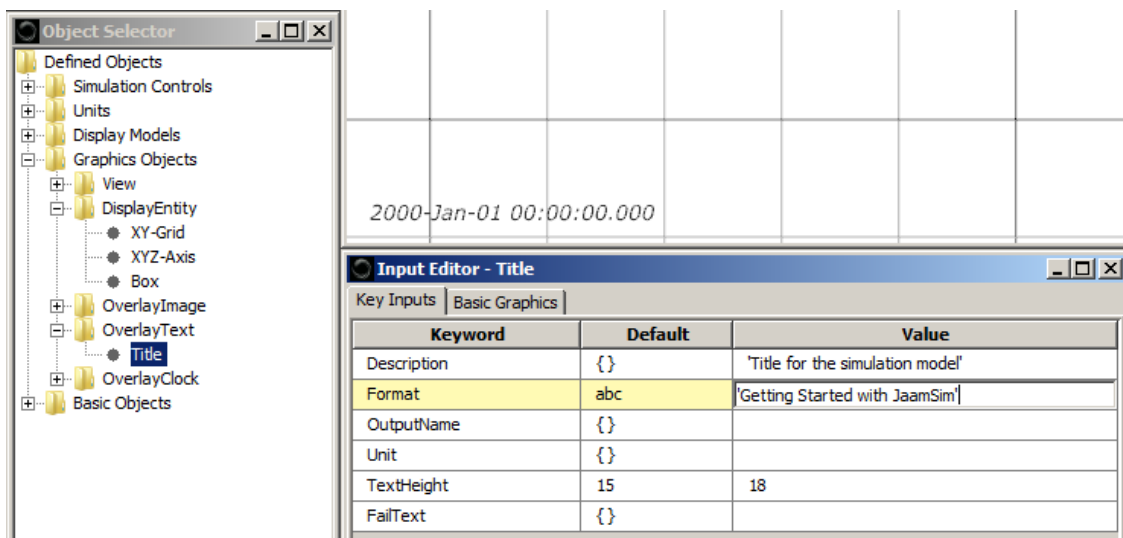 Object Selector
Defined Objects
Simulation Controls
Units
Display Models
Graphics Objects
View
DisplayEntity
XY-Grid
XYZ-Axis
Box
OverlayImage
OverlayText
Title
OverlayClock
Basic Objects
2000-Jan-01 00:00:00.000
Input Editor - Title
Key Inputs Basic Graphics
Keyword Default Value
Description {} 'Title for the simulation model'
Format abc 'Getting Started with JaamSim'
OutputName {}
Unit {}
TextHeight 15 18
FailText {}